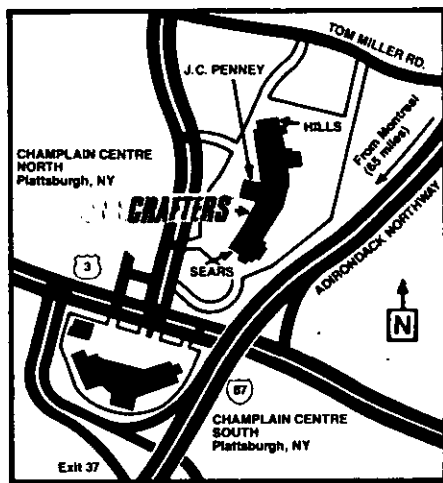 TOM MILLER RD.
J.C. PENNEY
HILLS
From Montreal
(65 miles)
CHAMPLAIN CENTRE
NORTH
Plattsburgh, NY
CRAFTERS
ADIRONDACK NORTHWAY
3
SEARS
N
87
CHAMPLAIN CENTRE
SOUTH
Plattsburgh, NY
Exit 37